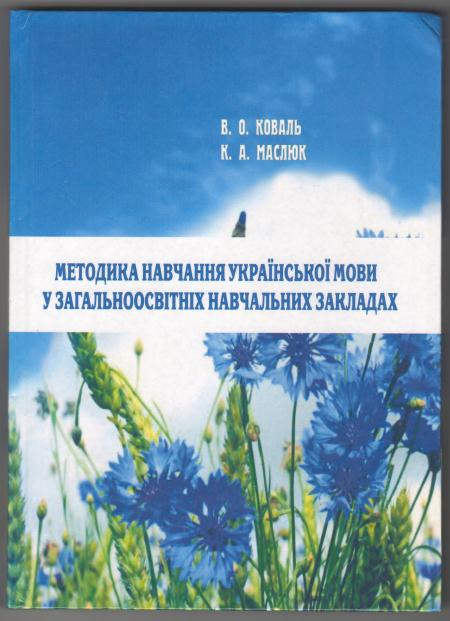 В. О. КОВАЛЬ
К. А. МАСЛЮК
МЕТОДИКА НАВЧАННЯ УКРАЇНСЬКОЇ МОВИ
У ЗАГАЛЬНООСВІТНІХ НАВЧАЛЬНИХ ЗАКЛАДАХ